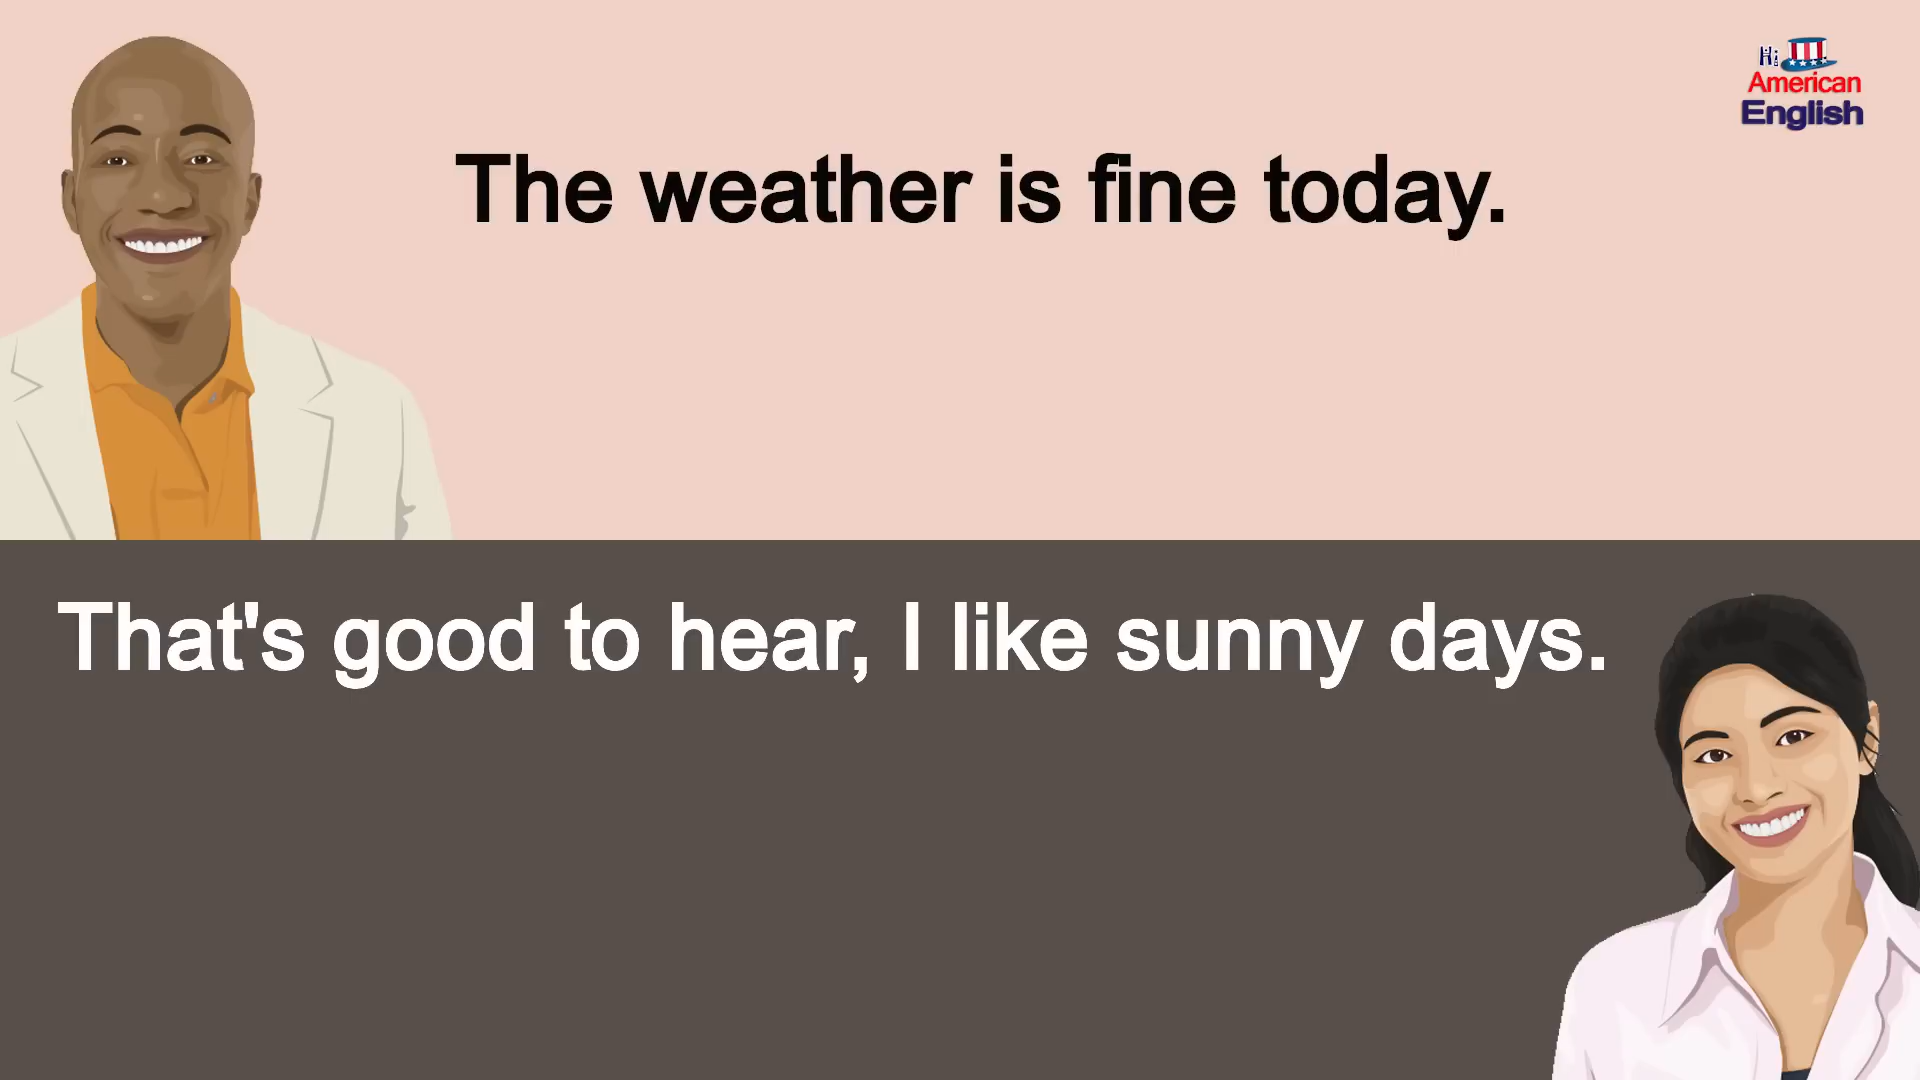 Hi
American
English
The weather is fine today.
That's good to hear, I like sunny days.